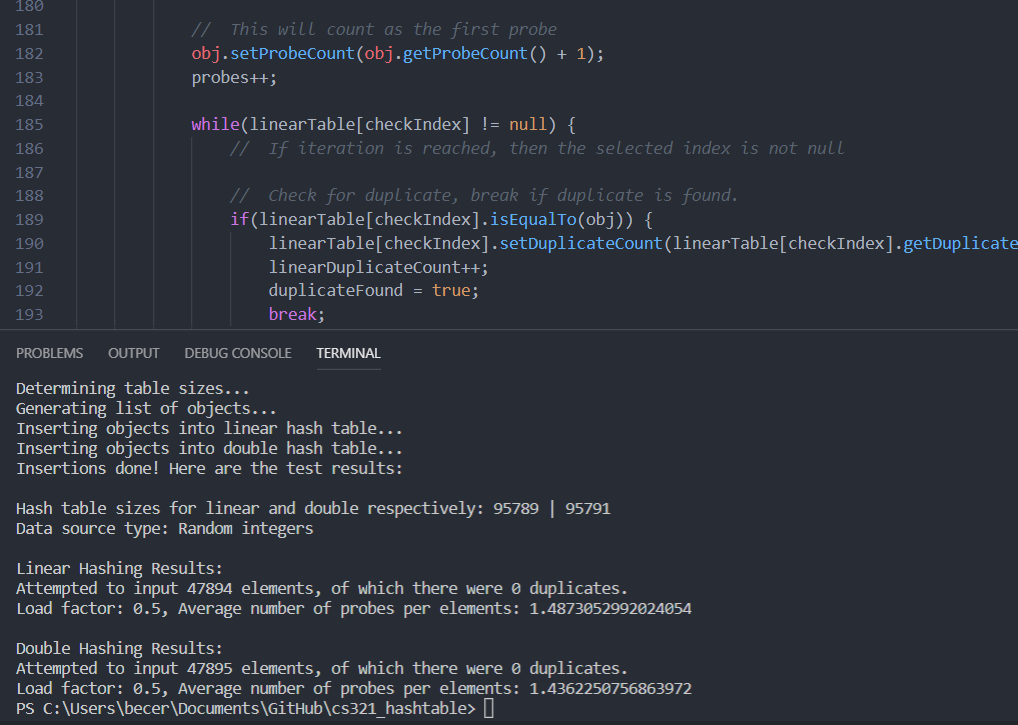 180
181 //  This will count as the first probe
182 obj.setProbeCount(obj.getProbeCount() + 1);
183 probes++;
184
185 while(linearTable[checkIndex] != null) {
186 //  If iteration is reached, then the selected index is not null
187
188 //  Check for duplicate, break if duplicate is found.
189 if(linearTable[checkIndex].isEqualTo(obj)) {
190 linearTable[checkIndex].setDuplicateCount(linearTable[checkIndex].getDuplicate
191 linearDuplicateCount++;
192 duplicateFound = true;
193 break;
PROBLEMS OUTPUT DEBUG CONSOLE TERMINAL
Determining table sizes...
Generating list of objects...
Inserting objects into linear hash table...
Inserting objects into double hash table...
Insertions done! Here are the test results:
Hash table sizes for linear and double respectively: 95789 | 95791
Data source type: Random integers
Linear Hashing Results:
Attempted to input 47894 elements, of which there were 0 duplicates.
Load factor: 0.5, Average number of probes per elements: 1.4873052992024054
Double Hashing Results:
Attempted to input 47895 elements, of which there were 0 duplicates.
Load factor: 0.5, Average number of probes per elements: 1.4362250756863972
PS C:\Users\becer\Documents\GitHub\cs321_hashtable>